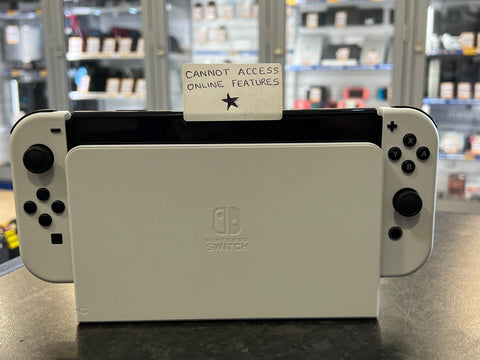 CANNOT ACCESS
ONLINE FEATURES
X
Y
A
B
NINTENDO
SWITCH